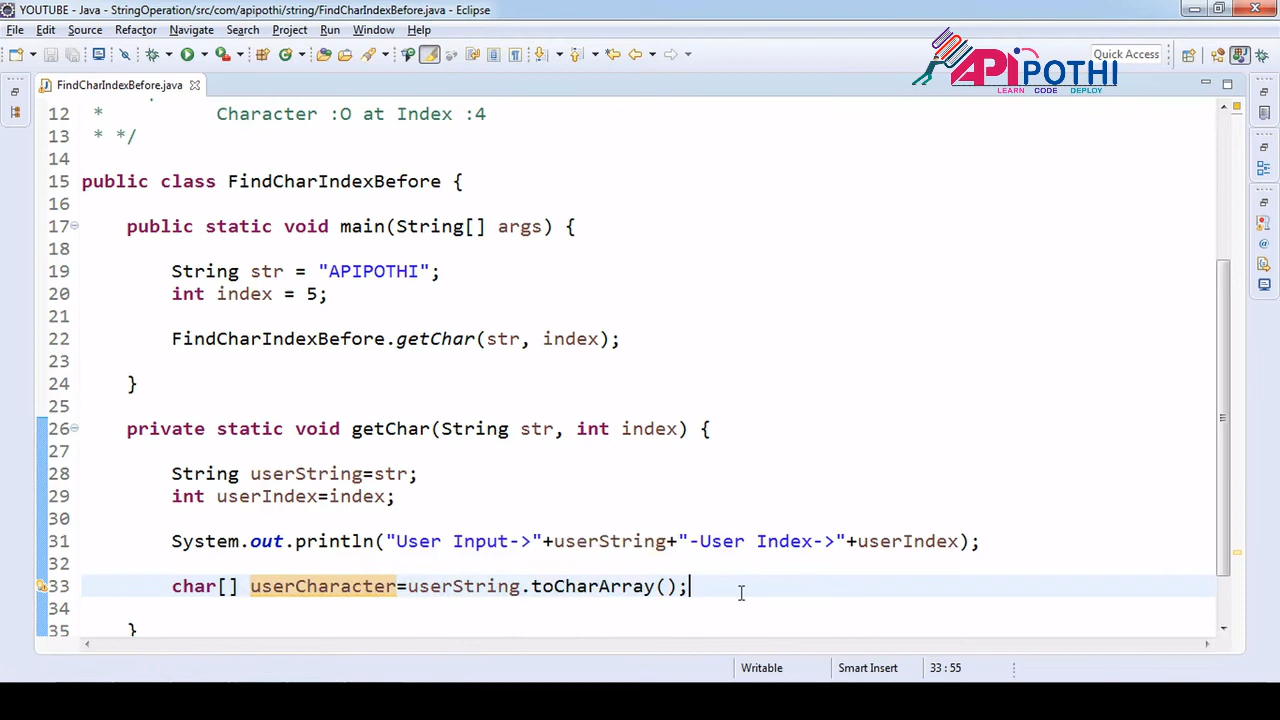 YOUTUBE - Java - StringOperation/src/com/apipothi/string/FindCharIndexBefore.java - Eclipse
File Edit Source Refactor Navigate Search Project Run Window Help
Quick Access
APIPOTHI
LEARN CODE DEPLOY
FindCharIndexBefore.java
12 * Character :O at Index :4
13 * */
14
15 public class FindCharIndexBefore {
16
17 public static void main(String[] args) {
18
19 String str = "APIPOTHI";
20 int index = 5;
21
22 FindCharIndexBefore.getChar(str, index);
23
24 }
25
26 private static void getChar(String str, int index) {
27
28 String userString=str;
29 int userIndex=index;
30
31 System.out.println("User Input->"+userString+"-User Index->"+userIndex);
32
33 char[] userCharacter=userString.toCharArray();
34
35 }
Writable Smart Insert 33 : 55